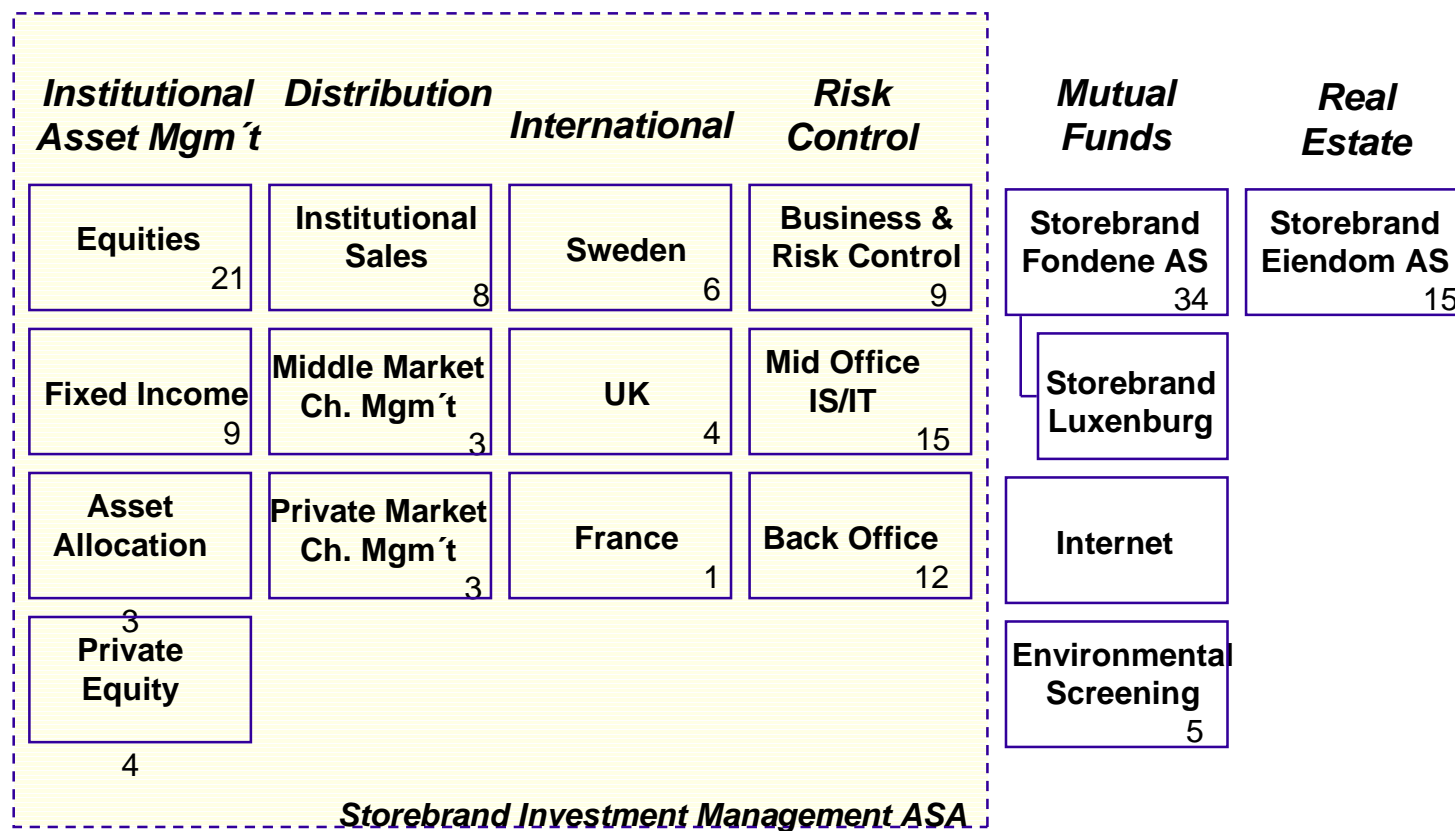 Institutional
Asset Mgm´t
Distribution
International
Risk
Control
Mutual
Funds
Real
Estate
Equities
21
Institutional
Sales
8
Sweden
6
Business &
Risk Control
9
Storebrand
Fondene AS
34
Storebrand
Eiendom AS
15
Fixed Income
9
Middle Market
Ch. Mgm´t
3
UK
4
Mid Office
IS/IT
15
Storebrand
Luxenburg
Asset
Allocation
3
Private Market
Ch. Mgm´t
3
France
1
Back Office
12
Internet
Private
Equity
4
Environmental
Screening
5
Storebrand Investment Management ASA